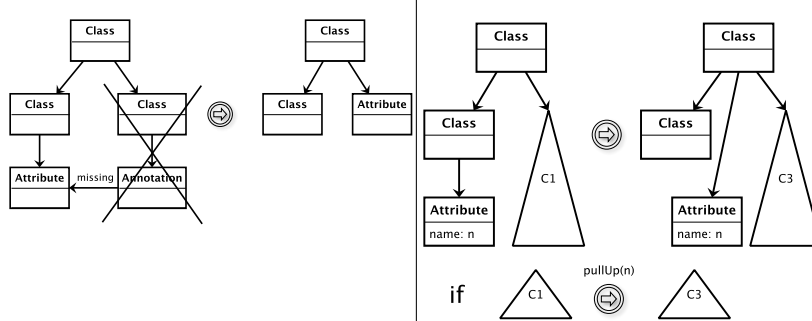 Class
Class
Class
Attribute
missing
Annotation
Class
Class
Attribute
Class
Class
C1
Attribute
name: n
Class
Class
C3
Attribute
name: n
if
C1
pullUp(n)
C3